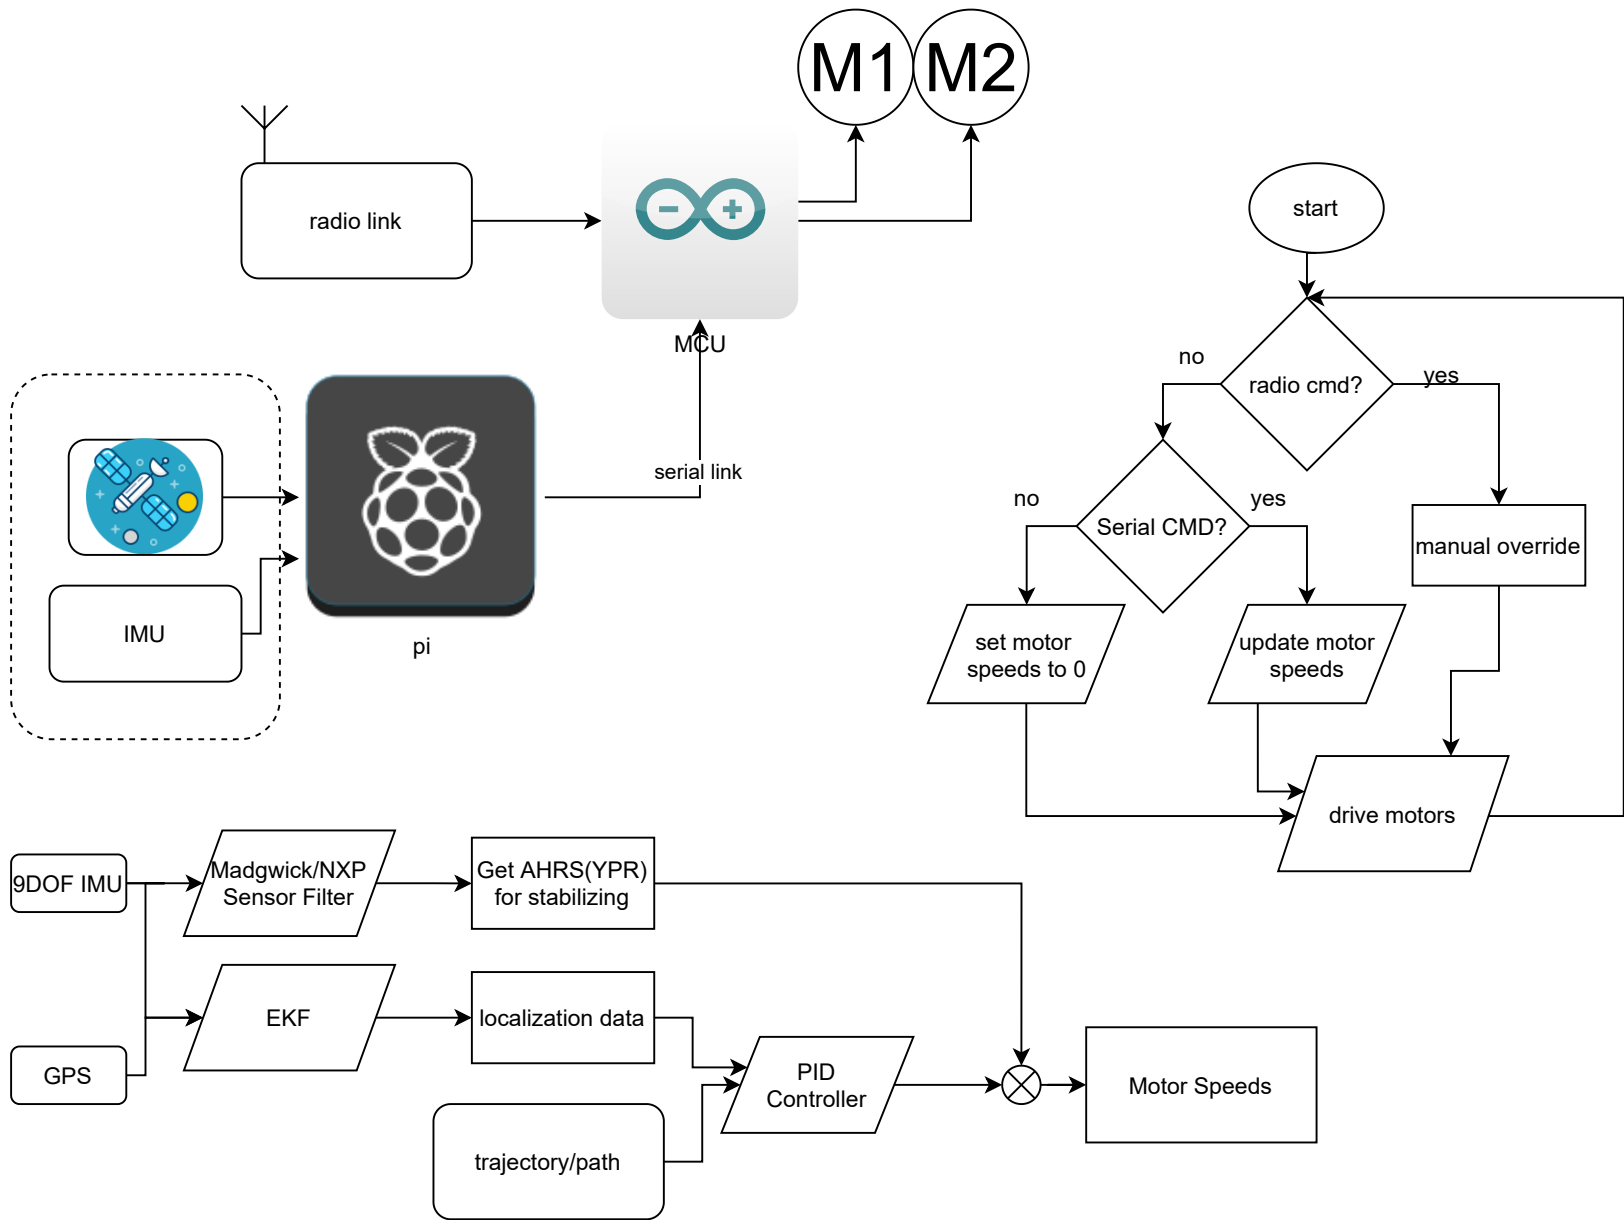 M1
M2
radio link
MCU
serial link
IMU
pi
start
radio cmd?
no
yes
Serial CMD?
no
yes
manual override
set motor
speeds to 0
update motor
speeds
drive motors
9DOF IMU
Madgwick/NXP
Sensor Filter
Get AHRS(YPR)
for stabilizing
EKF
localization data
GPS
trajectory/path
PID
Controller
Motor Speeds